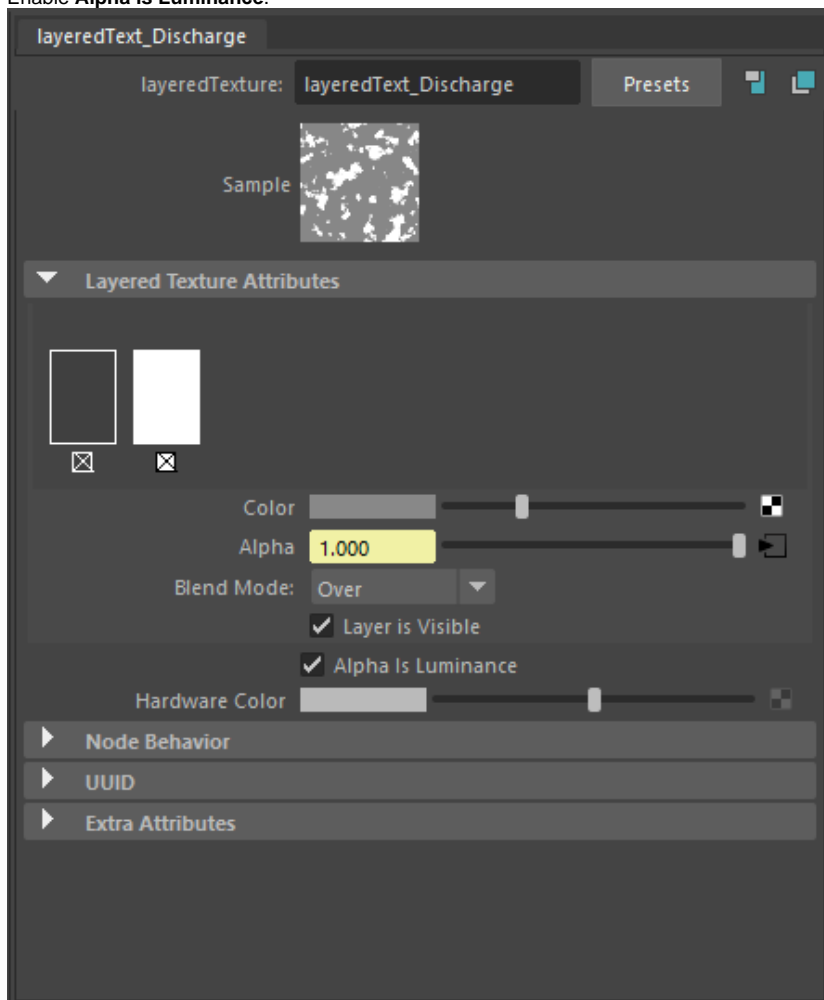 Enable Alpha Is Luminance.
layeredText_Discharge
layeredTexture: layeredText_Discharge Presets
Sample
Layered Texture Attributes
Color
Alpha 1.000
Blend Mode: Over
Layer is Visible
Alpha Is Luminance
Hardware Color
Node Behavior
UUID
Extra Attributes